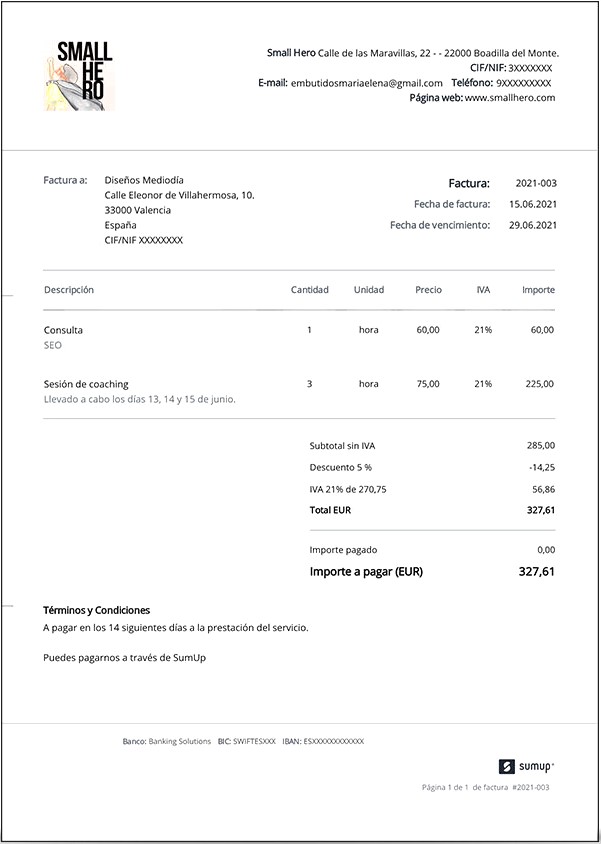 SMALL
HE
RO
Small Hero Calle de las Maravillas, 22 - - 22000 Boadilla del Monte.
CIF/NIF: 3XXXXXXX
E-mail: embutidosmariaelena@gmail.com Teléfono: 9XXXXXXXXX
Página web: www.smallhero.com
Factura a: Diseños Mediodía
Calle Eleonor de Villahermosa, 10.
33000 Valencia
España
CIF/NIF XXXXXXXX
Factura: 2021-003
Fecha de factura: 15.06.2021
Fecha de vencimiento: 29.06.2021
Descripción Cantidad Unidad Precio IVA Importe
Consulta 1 hora 60,00 21% 60,00
SEO
Sesión de coaching 3 hora 75,00 21% 225,00
Llevado a cabo los días 13, 14 y 15 de junio.
Subtotal sin IVA 285,00
Descuento 5 % -14,25
IVA 21% de 270,75 56,86
Total EUR 327,61
Importe pagado 0,00
Importe a pagar (EUR) 327,61
Términos y Condiciones
A pagar en los 14 siguientes días a la prestación del servicio.
Puedes pagarnos a través de SumUp
Banco: Banking Solutions BIC: SWIFTESXXX IBAN: ESXXXXXXXXXXXX
sumup
Página 1 de 1 de factura #2021-003